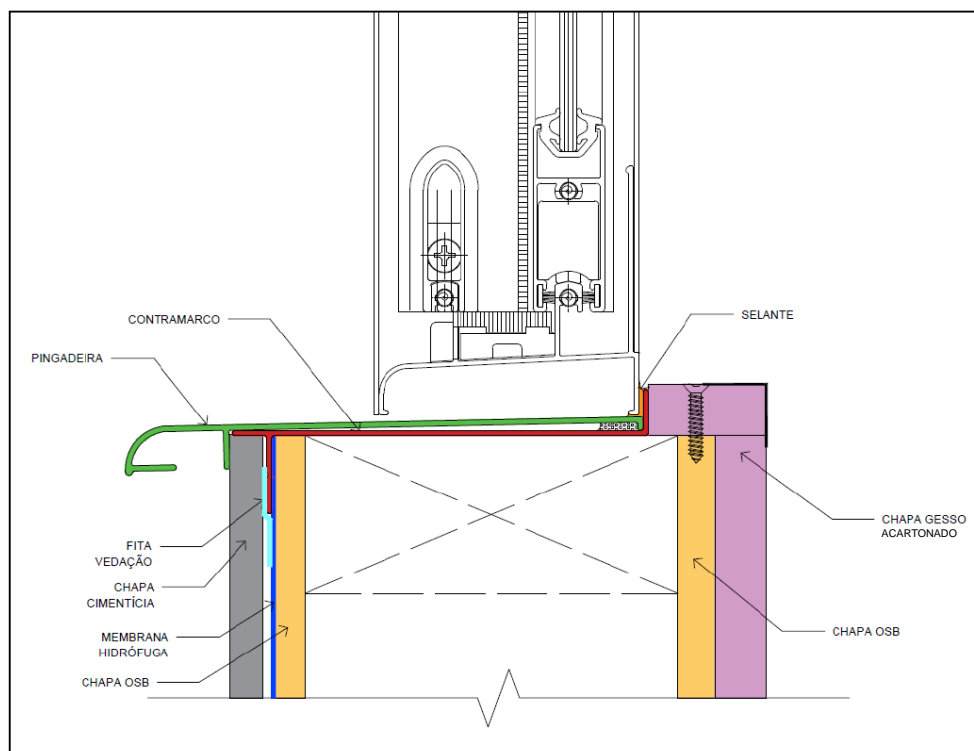 CONTRAMARCO
SELANTE
PINGADEIRA
FITA
VEDAÇÃO
CHAPA
CIMENTÍCIA
MEMBRANA
HIDRÓFUGA
CHAPA OSB
CHAPA GESSO
ACARTONADO
CHAPA OSB